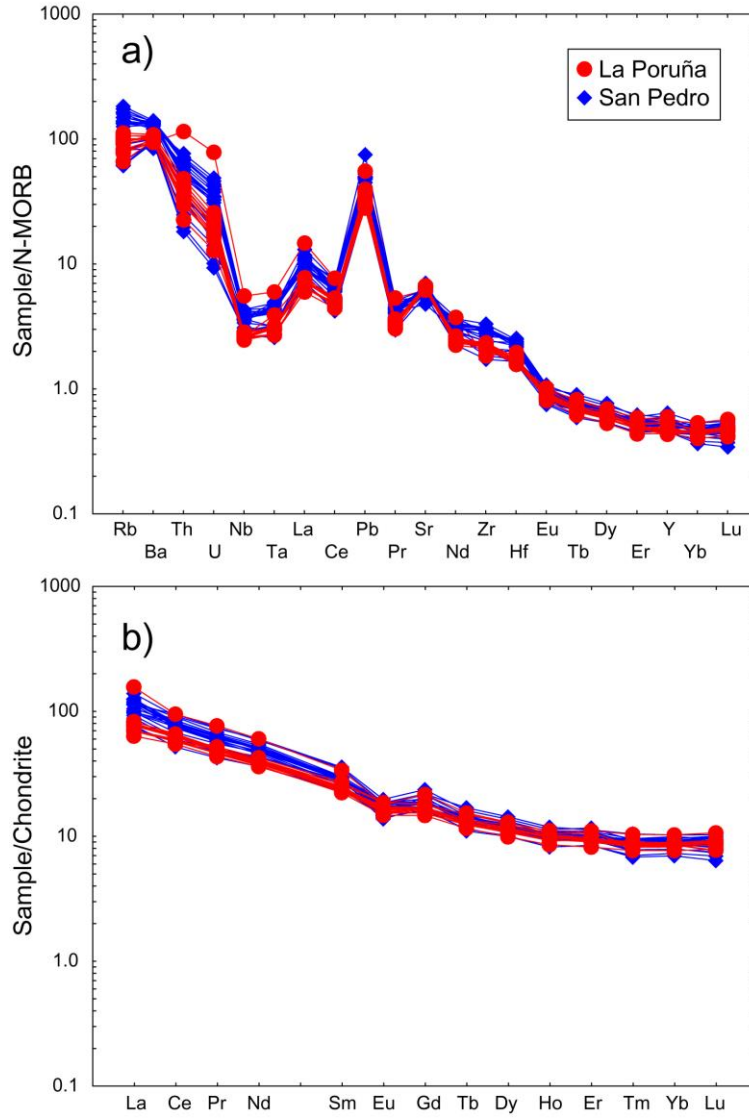 1000
a)
La Poruña
San Pedro
100
10
1.0
0.1
Sample/N-MORB
Rb Th Nb La Pb Sr Zr Eu Dy Y Lu
Ba U Ta Ce Pr Nd Hf Tb Er Yb
1000
b)
100
10
1.0
0.1
Sample/Chondrite
La Ce Pr Nd Sm Eu Gd Tb Dy Ho Er Tm Yb Lu